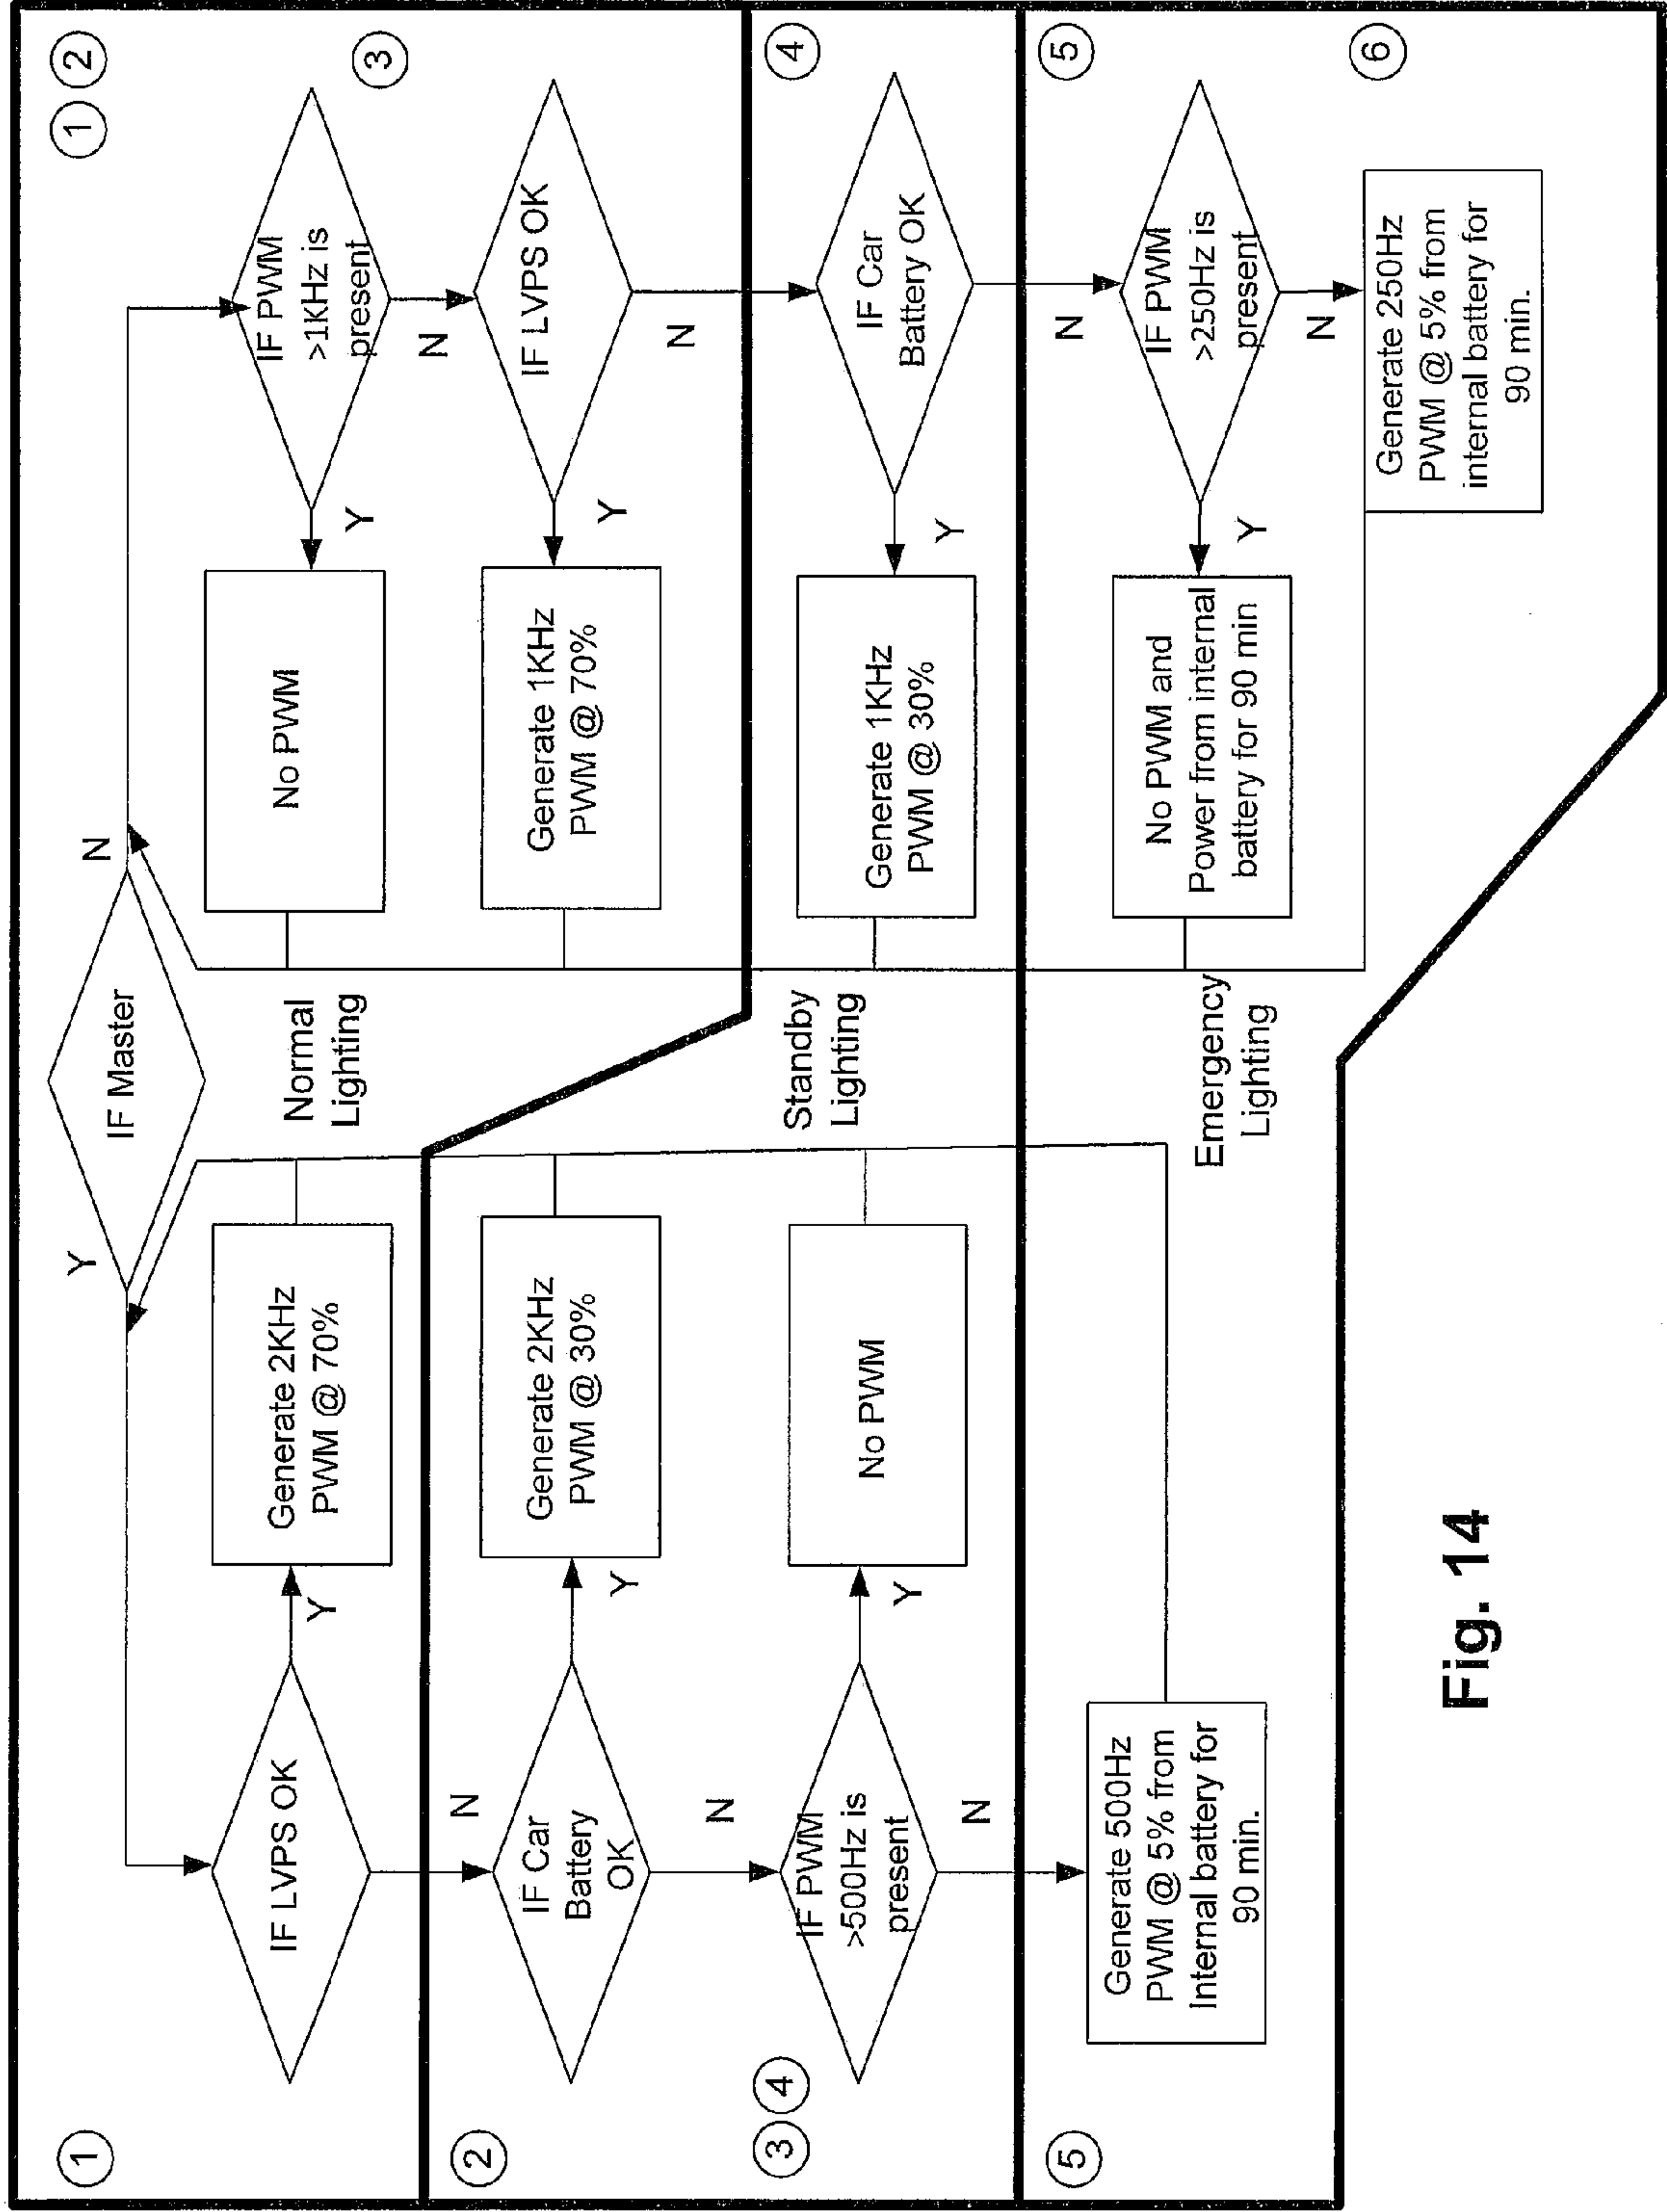 IF Master
Y
N
1
1 2
IF LVPS OK
Y
Generate 2KHz
PWM @ 70%
Normal
Lighting
No PWM
Y
IF PWM
>1KHz is
present
N
3
N
2
IF Car
Battery
OK
Y
Generate 2KHz
PWM @ 30%
Generate 1KHz
PWM @ 70%
Y
IF LVPS OK
N
N
3 4
IF PWM
>500Hz is
present
Y
No PWM
Standby
Lighting
Generate 1KHz
PWM @ 30%
Y
IF Car
Battery OK
4
N
N
5
Generate 500Hz
PWM @ 5% from
Internal battery for
90 min.
Emergency
Lighting
No PWM and
Power from internal
battery for 90 min
Y
IF PWM
>250Hz is
present
5
N
Generate 250Hz
PWM @ 5% from
internal battery for
90 min.
6
Fig. 14